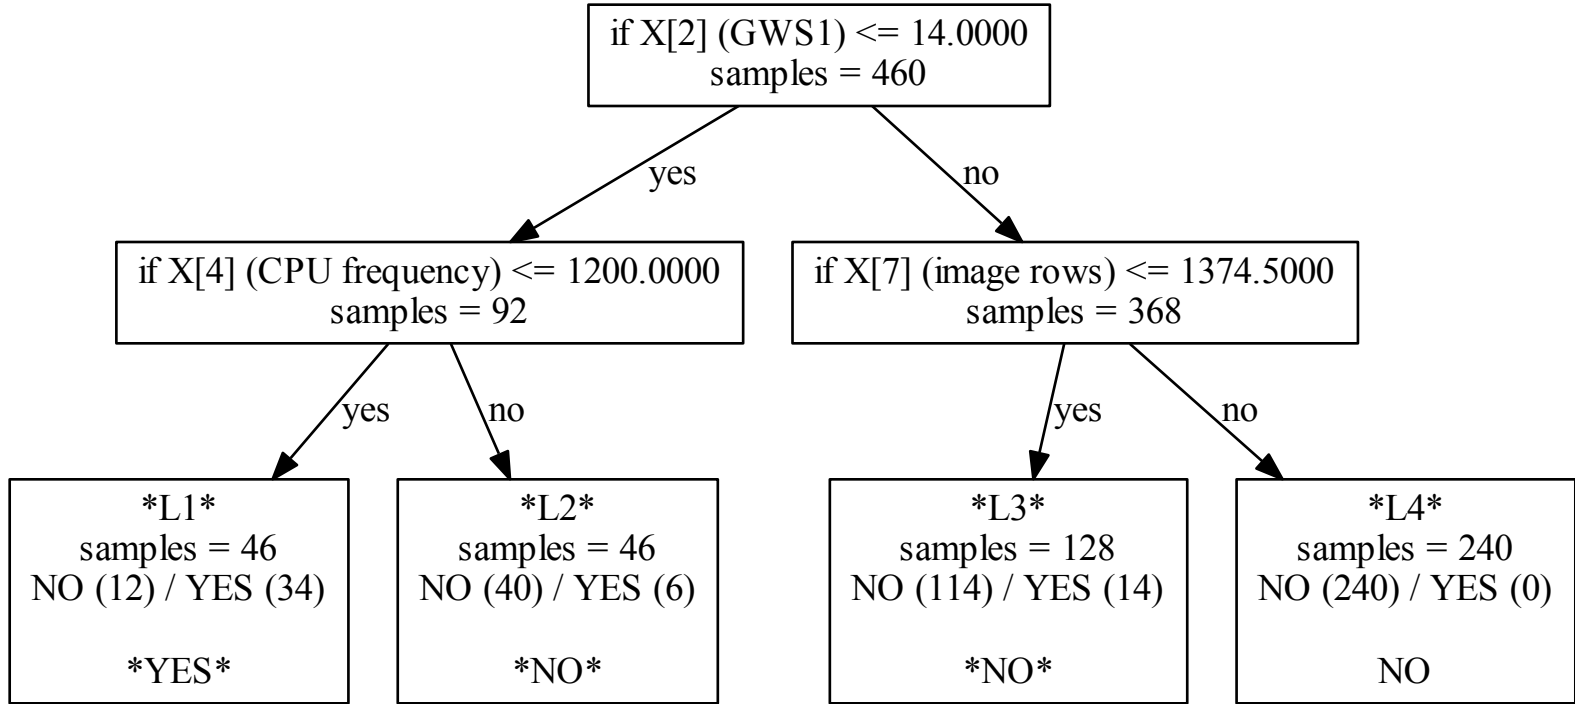 if X[2] (GWS1) <= 14.0000
samples = 460
yes
no
if X[4] (CPU frequency) <= 1200.0000
samples = 92
if X[7] (image rows) <= 1374.5000
samples = 368
yes
no
yes
no
*L1*
samples = 46
NO (12) / YES (34)
*YES*
*L2*
samples = 46
NO (40) / YES (6)
*NO*
*L3*
samples = 128
NO (114) / YES (14)
*NO*
*L4*
samples = 240
NO (240) / YES (0)
NO